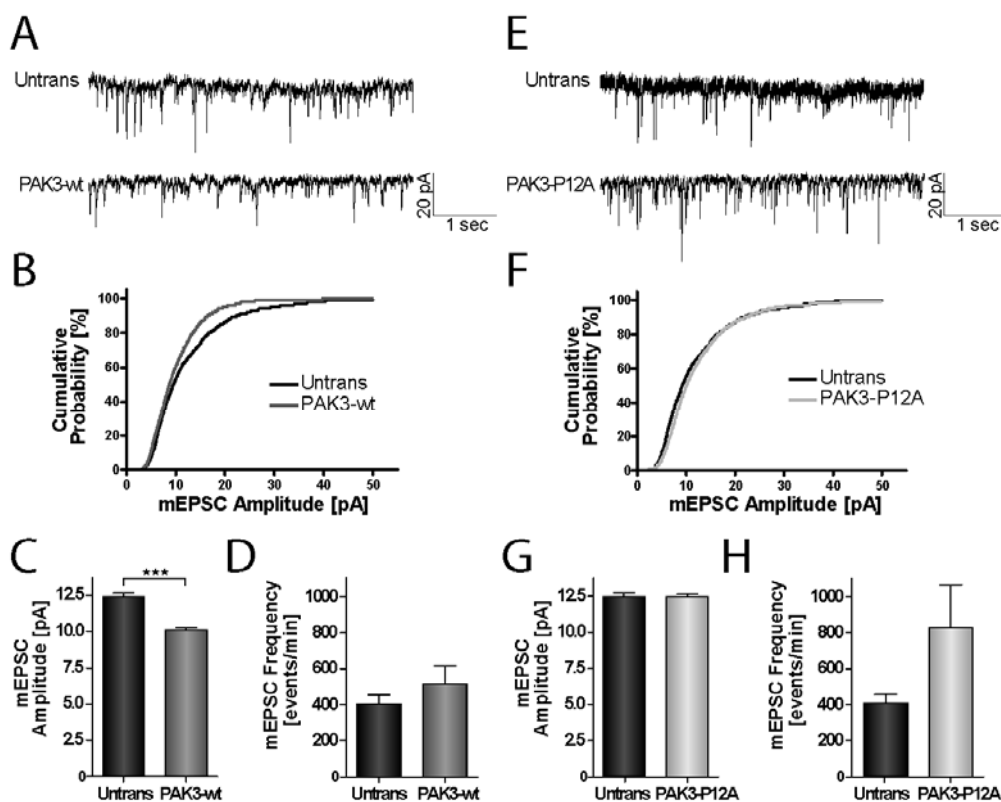 A
Untrans
PAK3-wt
20 pA
1 sec
B
Cumulative
Probability [%]
100
80
60
40
20
0
Untrans
PAK3-wt
0 10 20 30 40 50
mEPSC Amplitude [pA]
C
mEPSC
Amplitude [pA]
12.5
10.0
7.5
5.0
2.5
0
***
Untrans PAK3-wt
D
mEPSC Frequency
[events/min]
1000
800
600
400
200
0
Untrans PAK3-wt
E
Untrans
PAK3-P12A
20 pA
1 sec
F
Cumulative
Probability [%]
100
80
60
40
20
0
Untrans
PAK3-P12A
0 10 20 30 40 50
mEPSC Amplitude [pA]
G
mEPSC
Amplitude [pA]
12.5
10.0
7.5
5.0
2.5
0
Untrans PAK3-P12A
H
mEPSC Frequency
[events/min]
1000
800
600
400
200
0
Untrans PAK3-P12A